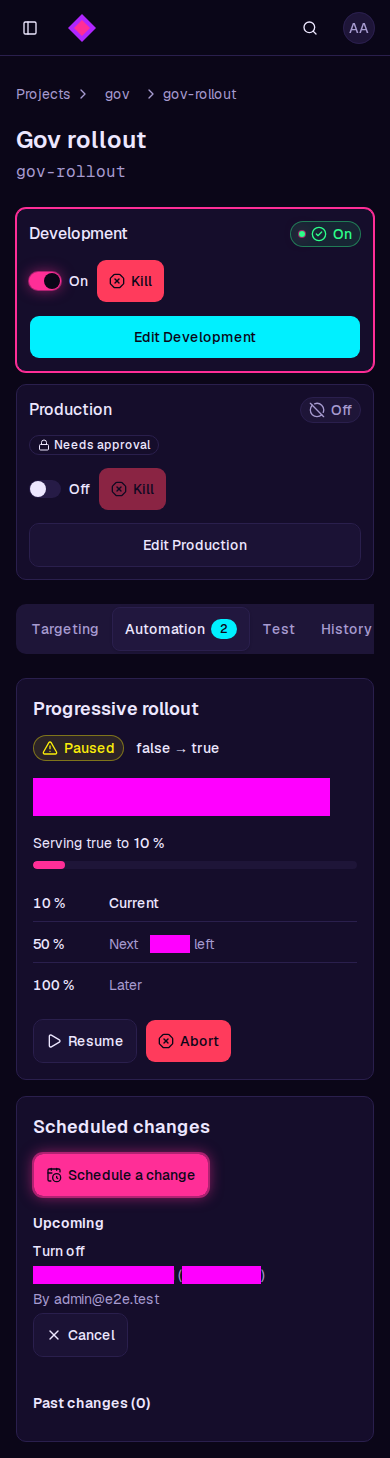 AA
Projects > gov > gov-rollout
Gov rollout
gov-rollout
Development On
On Kill
Edit Development
Production Off
Needs approval
Off Kill
Edit Production
Targeting Automation 2 Test History
Progressive rollout
Paused false → true
Serving true to 10 %
10 % Current
50 % Next left
100 % Later
Resume Abort
Scheduled changes
Schedule a change
Upcoming
Turn off
( )
By admin@e2e.test
Cancel
Past changes (0)